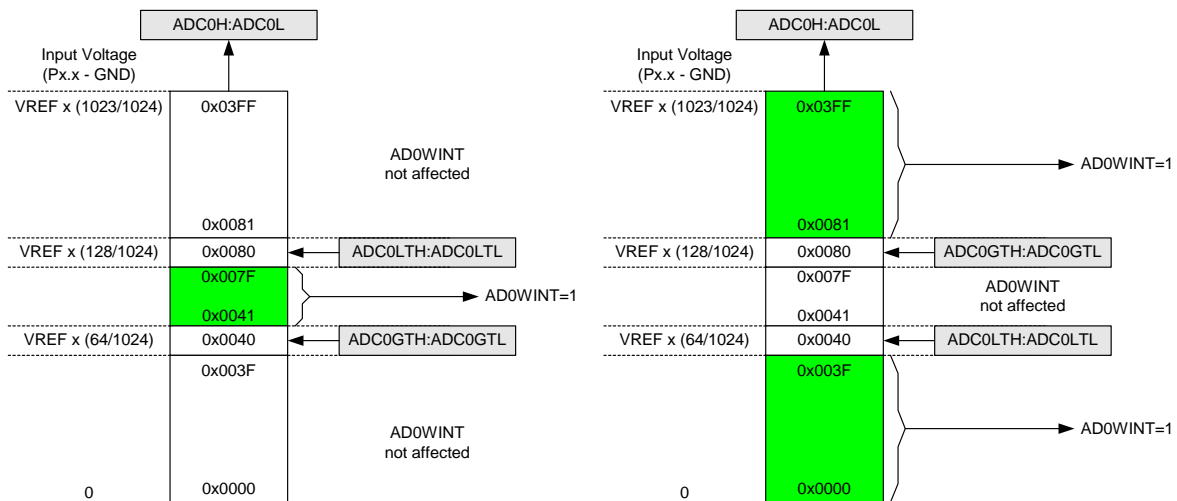 ADC0H:ADC0L
Input Voltage
(Px.x - GND)
VREF x (1023/1024)
0x03FF
AD0WINT
not affected
0x0081
VREF x (128/1024)
0x0080
ADC0LTH:ADC0LTL
0x007F
AD0WINT=1
0x0041
VREF x (64/1024)
0x0040
ADC0GTH:ADC0GTL
0x003F
AD0WINT
not affected
0
0x0000
ADC0H:ADC0L
Input Voltage
(Px.x - GND)
VREF x (1023/1024)
0x03FF
AD0WINT=1
0x0081
VREF x (128/1024)
0x0080
ADC0GTH:ADC0GTL
0x007F
AD0WINT
not affected
0x0041
VREF x (64/1024)
0x0040
ADC0LTH:ADC0LTL
0x003F
AD0WINT=1
0
0x0000